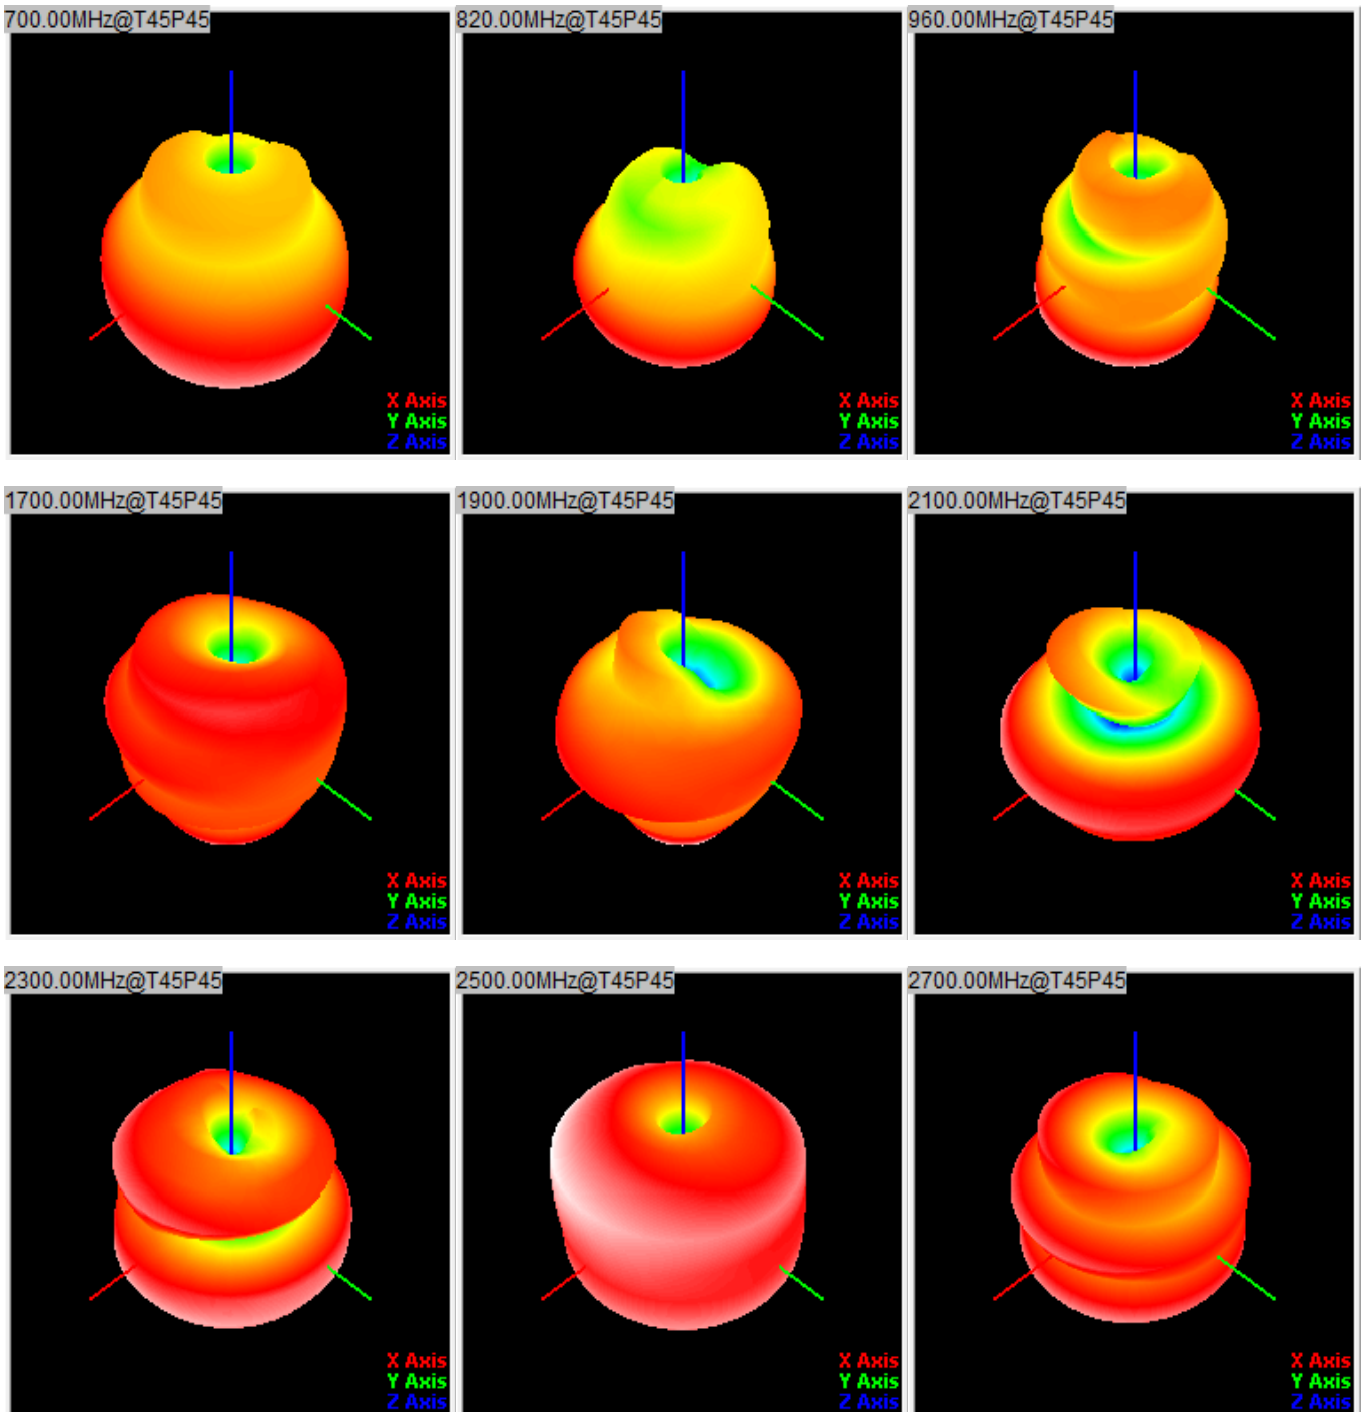 700.00MHz@T45P45
820.00MHz@T45P45
960.00MHz@T45P45
X Axis
Y Axis
Z Axis
X Axis
Y Axis
Z Axis
X Axis
Y Axis
Z Axis
1700.00MHz@T45P45
1900.00MHz@T45P45
2100.00MHz@T45P45
X Axis
Y Axis
Z Axis
X Axis
Y Axis
Z Axis
X Axis
Y Axis
Z Axis
2300.00MHz@T45P45
2500.00MHz@T45P45
2700.00MHz@T45P45
X Axis
Y Axis
Z Axis
X Axis
Y Axis
Z Axis
X Axis
Y Axis
Z Axis